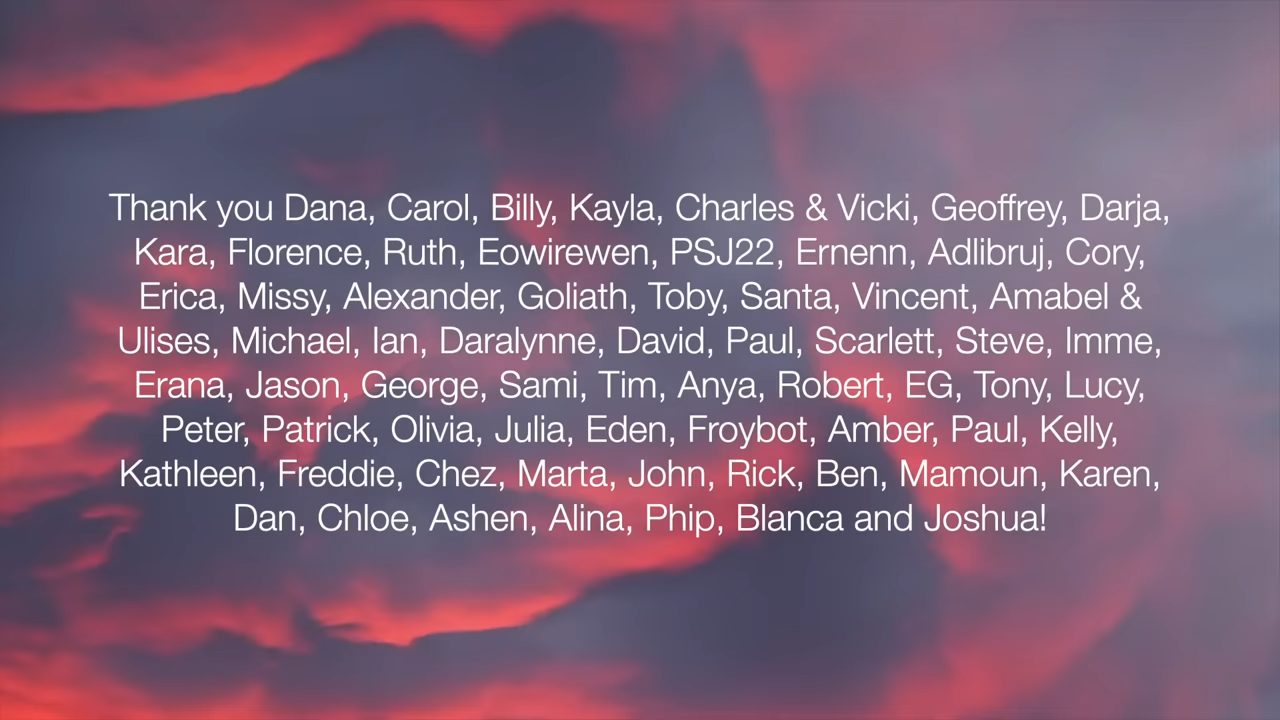 Thank you Dana, Carol, Billy, Kayla, Charles & Vicki, Geoffrey, Darja,
Kara, Florence, Ruth, Eowirewen, PSJ22, Ernenn, Adlibruj, Cory,
Erica, Missy, Alexander, Goliath, Toby, Santa, Vincent, Amabel &
Ulises, Michael, Ian, Daralynne, David, Paul, Scarlett, Steve, Imme,
Erana, Jason, George, Sami, Tim, Anya, Robert, EG, Tony, Lucy,
Peter, Patrick, Olivia, Julia, Eden, Froybot, Amber, Paul, Kelly,
Kathleen, Freddie, Chez, Marta, John, Rick, Ben, Mamoun, Karen,
Dan, Chloe, Ashen, Alina, Phip, Blanca and Joshua!